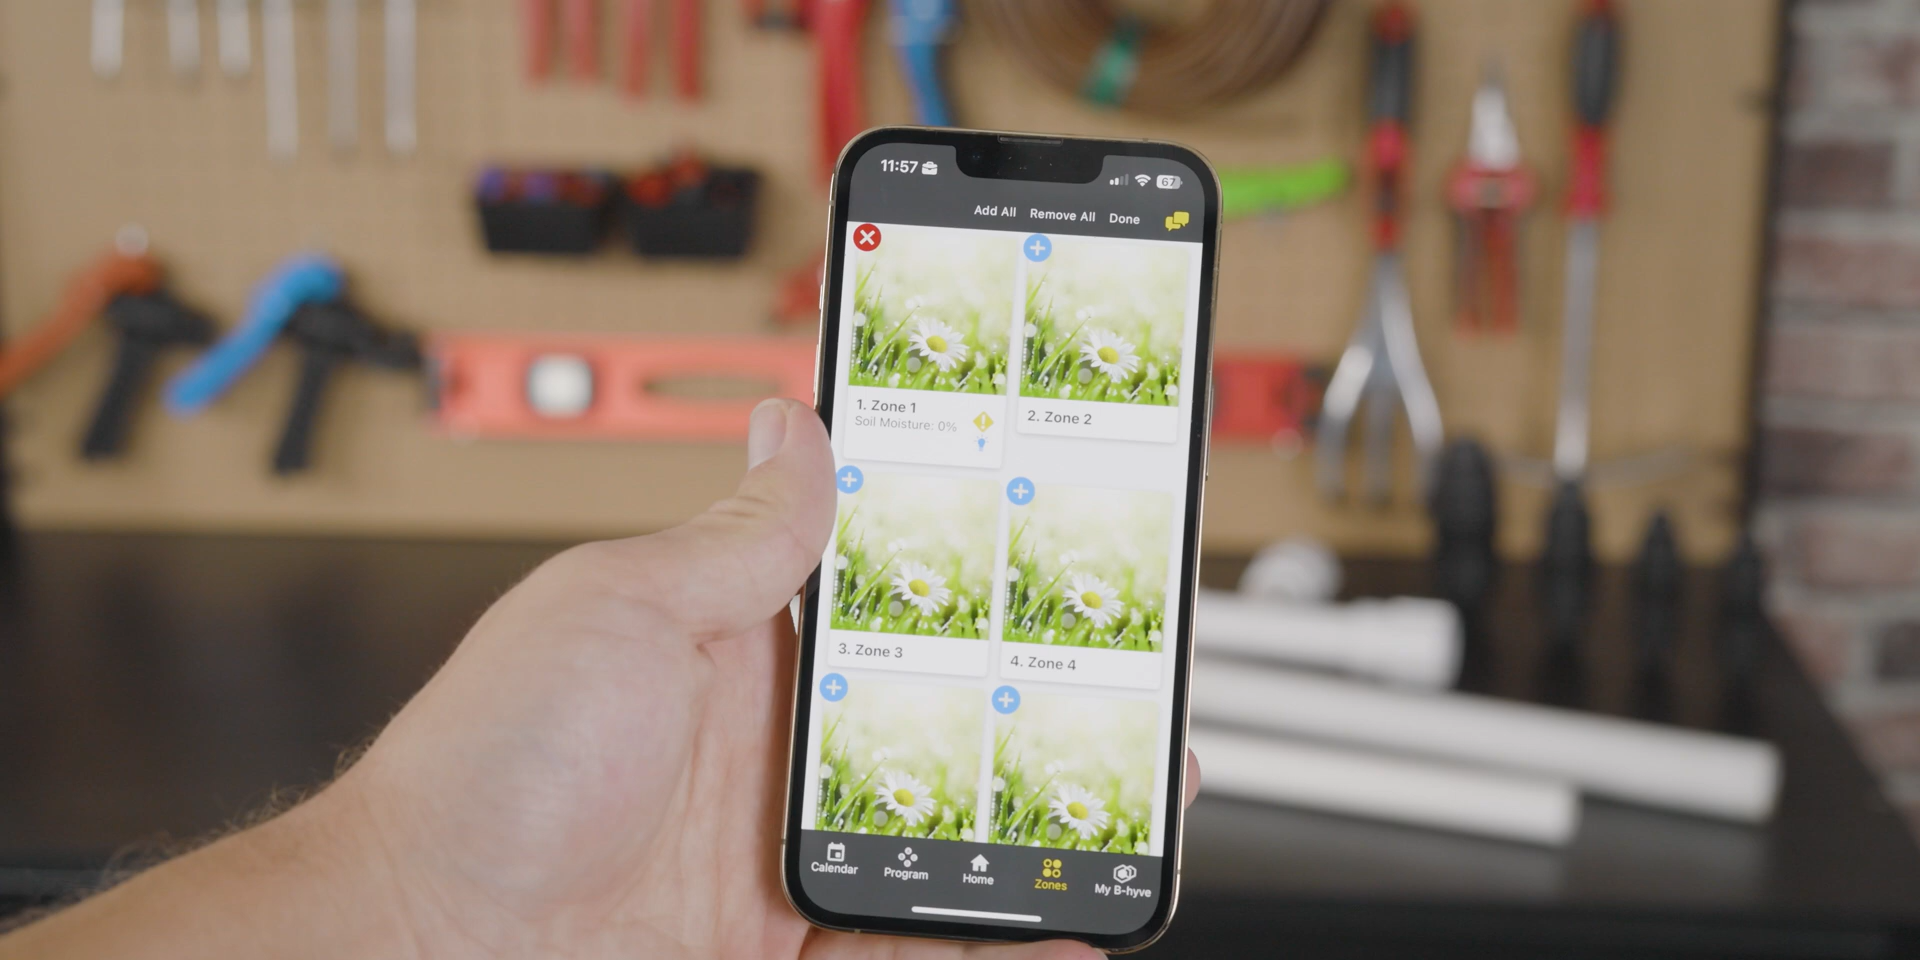 11:57
67
Add All Remove All Done
1. Zone 1
Soil Moisture: 0%
2. Zone 2
3. Zone 3
4. Zone 4
Calendar
Program
Home
Zones
My B-hyve